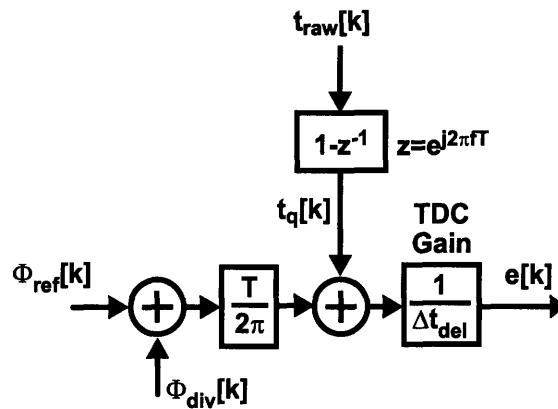 t_raw[k]
1-z⁻¹
z=e^j2πfT
t_q[k]
TDC
Gain
Φ_ref[k]
+
T
2π
+
1
Δt_del
e[k]
Φ_div[k]